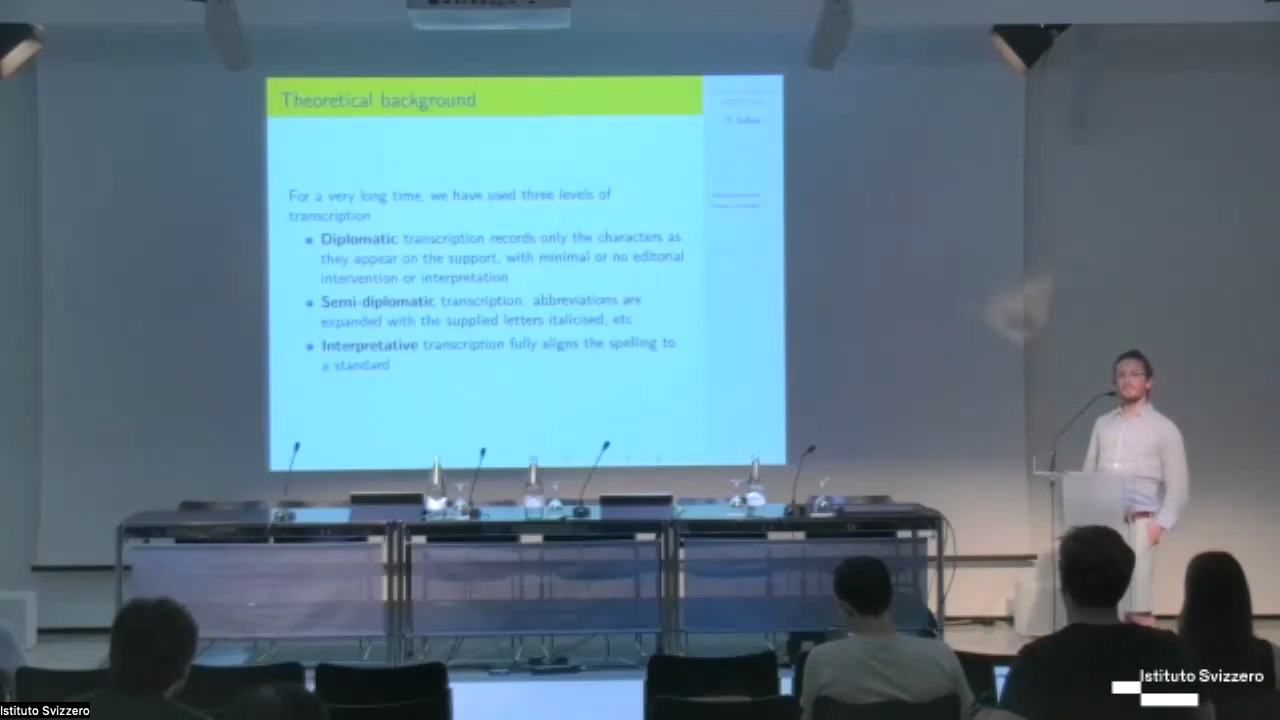 Theoretical background
For a very long time, we have used three levels of
transcription
• Diplomatic transcription records only the characters as
they appear on the support, with minimal or no editorial
intervention or interpretation
• Semi-diplomatic transcription: abbreviations are
expanded with the supplied letters italicised, etc
• Interpretative transcription fully aligns the spelling to
a standard
Istituto Svizzero
Istituto Svizzero